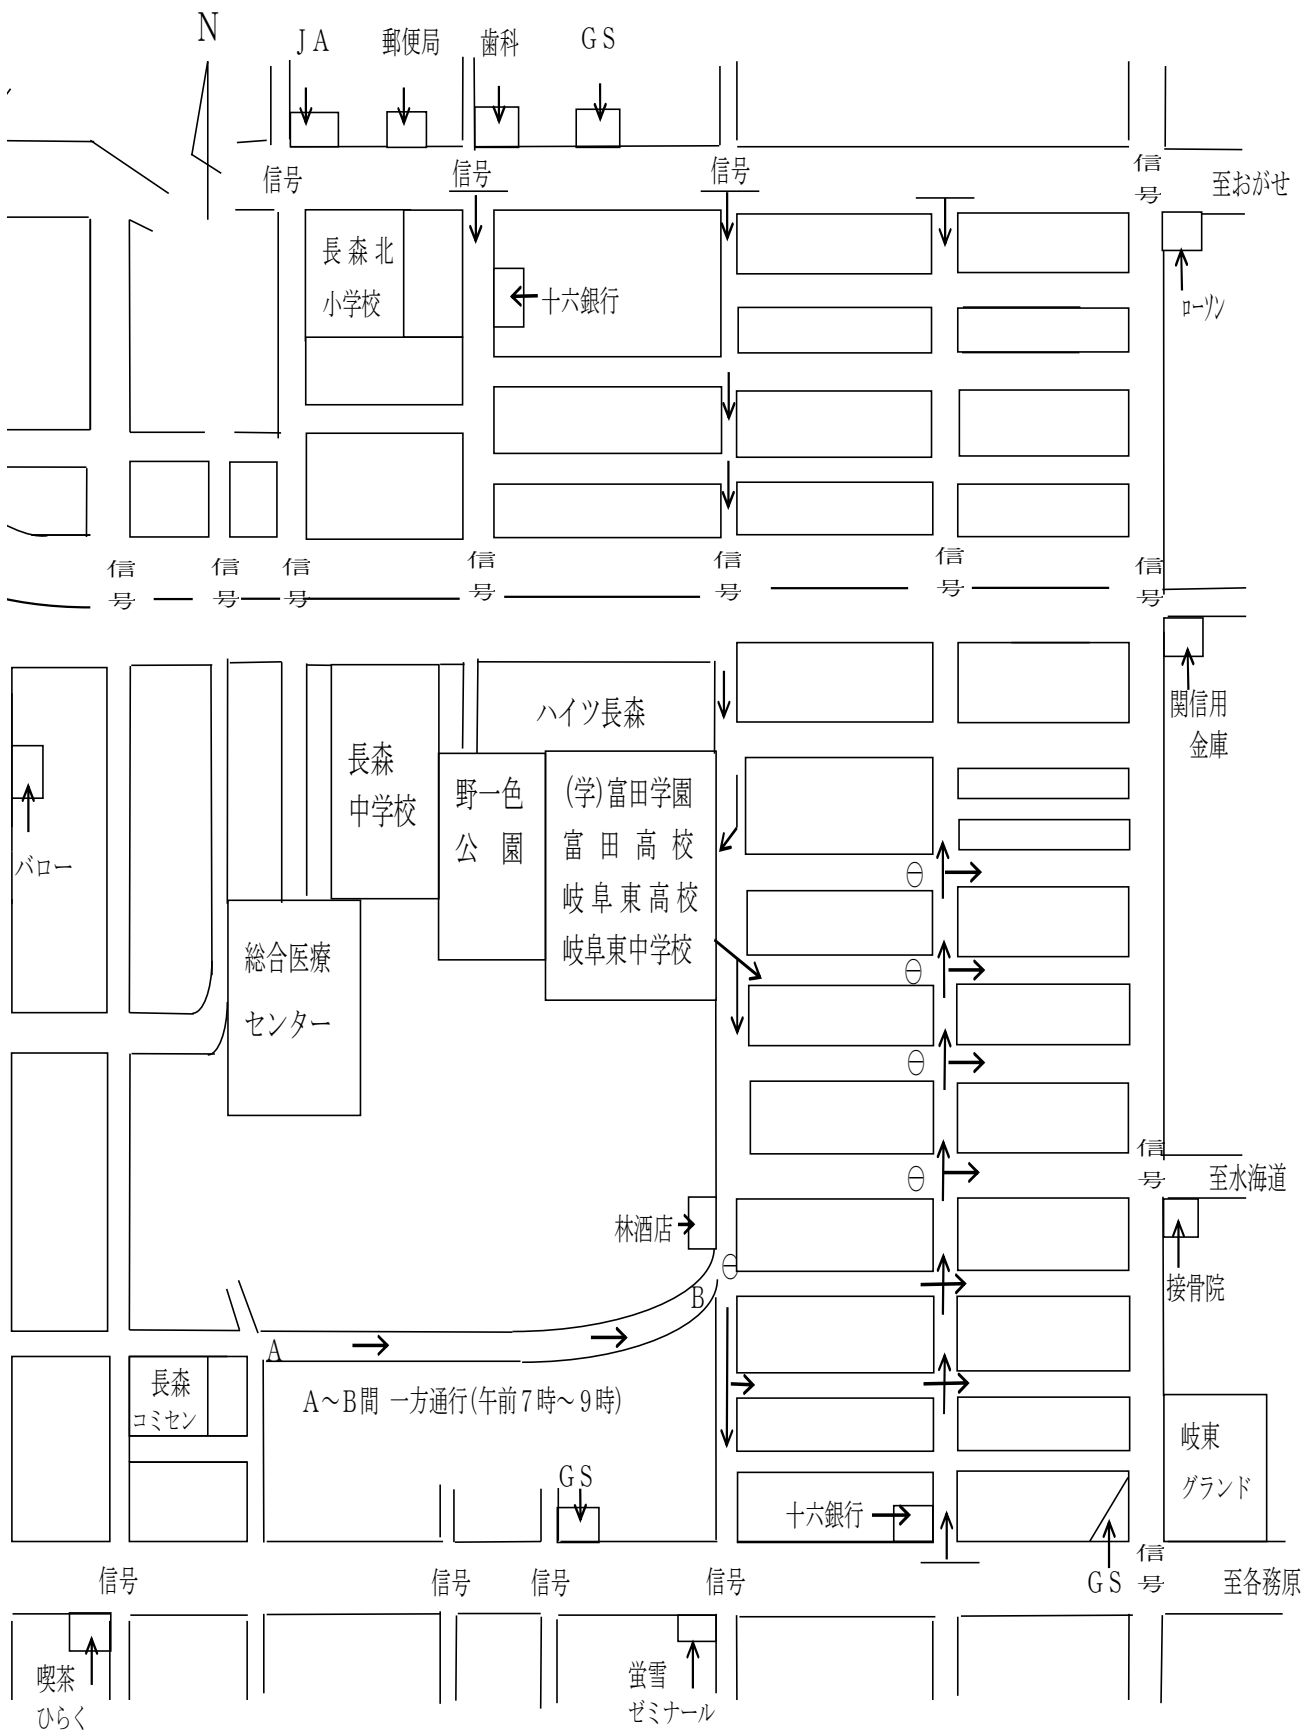 N
ＪＡ
郵便局
歯科
ＧＳ
信号
信号
信号
信号
至おがせ
長森北
小学校
十六銀行
ローソン
信号
信号
信号
信号
信号
信号
信号
ハイツ長森
関信用
金庫
長森
中学校
野一色
公園
(学)富田学園
富田高校
岐阜東高校
岐阜東中学校
バロー
総合医療
センター
信号
至水海道
林酒店
接骨院
B
A
A～B間 一方通行(午前7時～9時)
長森
コミセン
岐東
グランド
ＧＳ
十六銀行
信号
信号
信号
信号
ＧＳ
信号
至各務原
喫茶
ひらく
蛍雪
ゼミナール